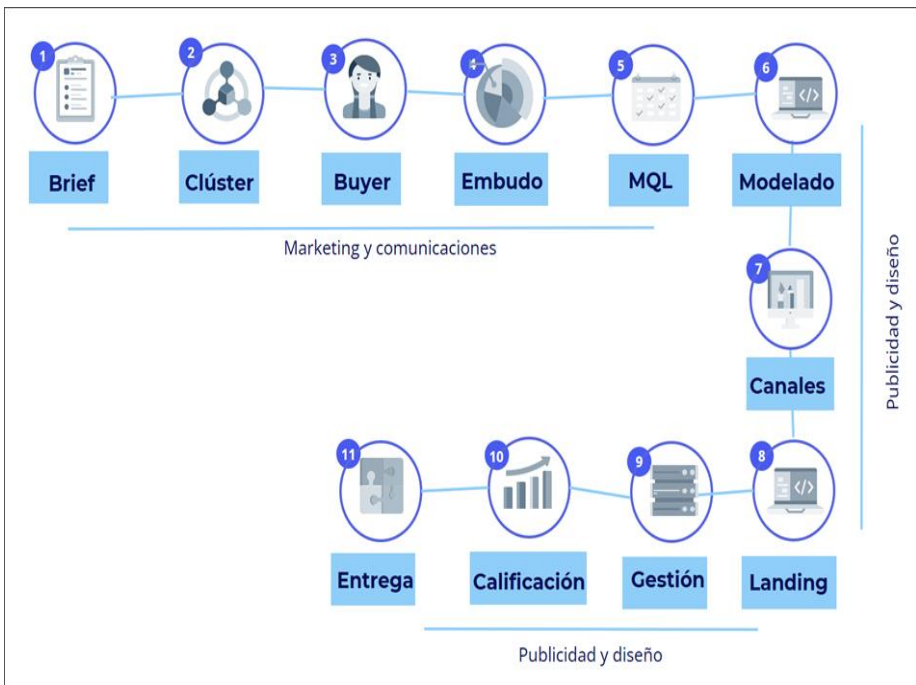 1
2
3
4
5
6
Brief
Clúster
Buyer
Embudo
MQL
Modelado
Marketing y comunicaciones
7
Canales
Publicidad y diseño
11
10
9
8
</>
</>
Entrega
Calificación
Gestión
Landing
Publicidad y diseño